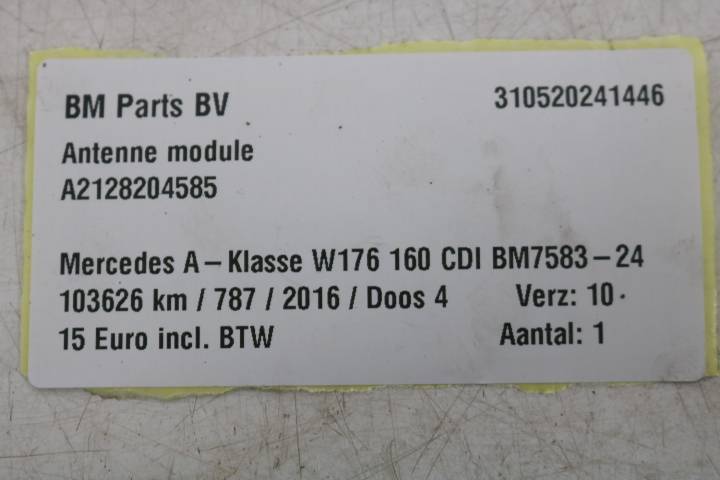 BM Parts BV 310520241446
Antenne module
A2128204585
Mercedes A – Klasse W176 160 CDI BM7583 – 24
103626 km / 787 / 2016 / Doos 4 Verz: 10
15 Euro incl. BTW Aantal: 1